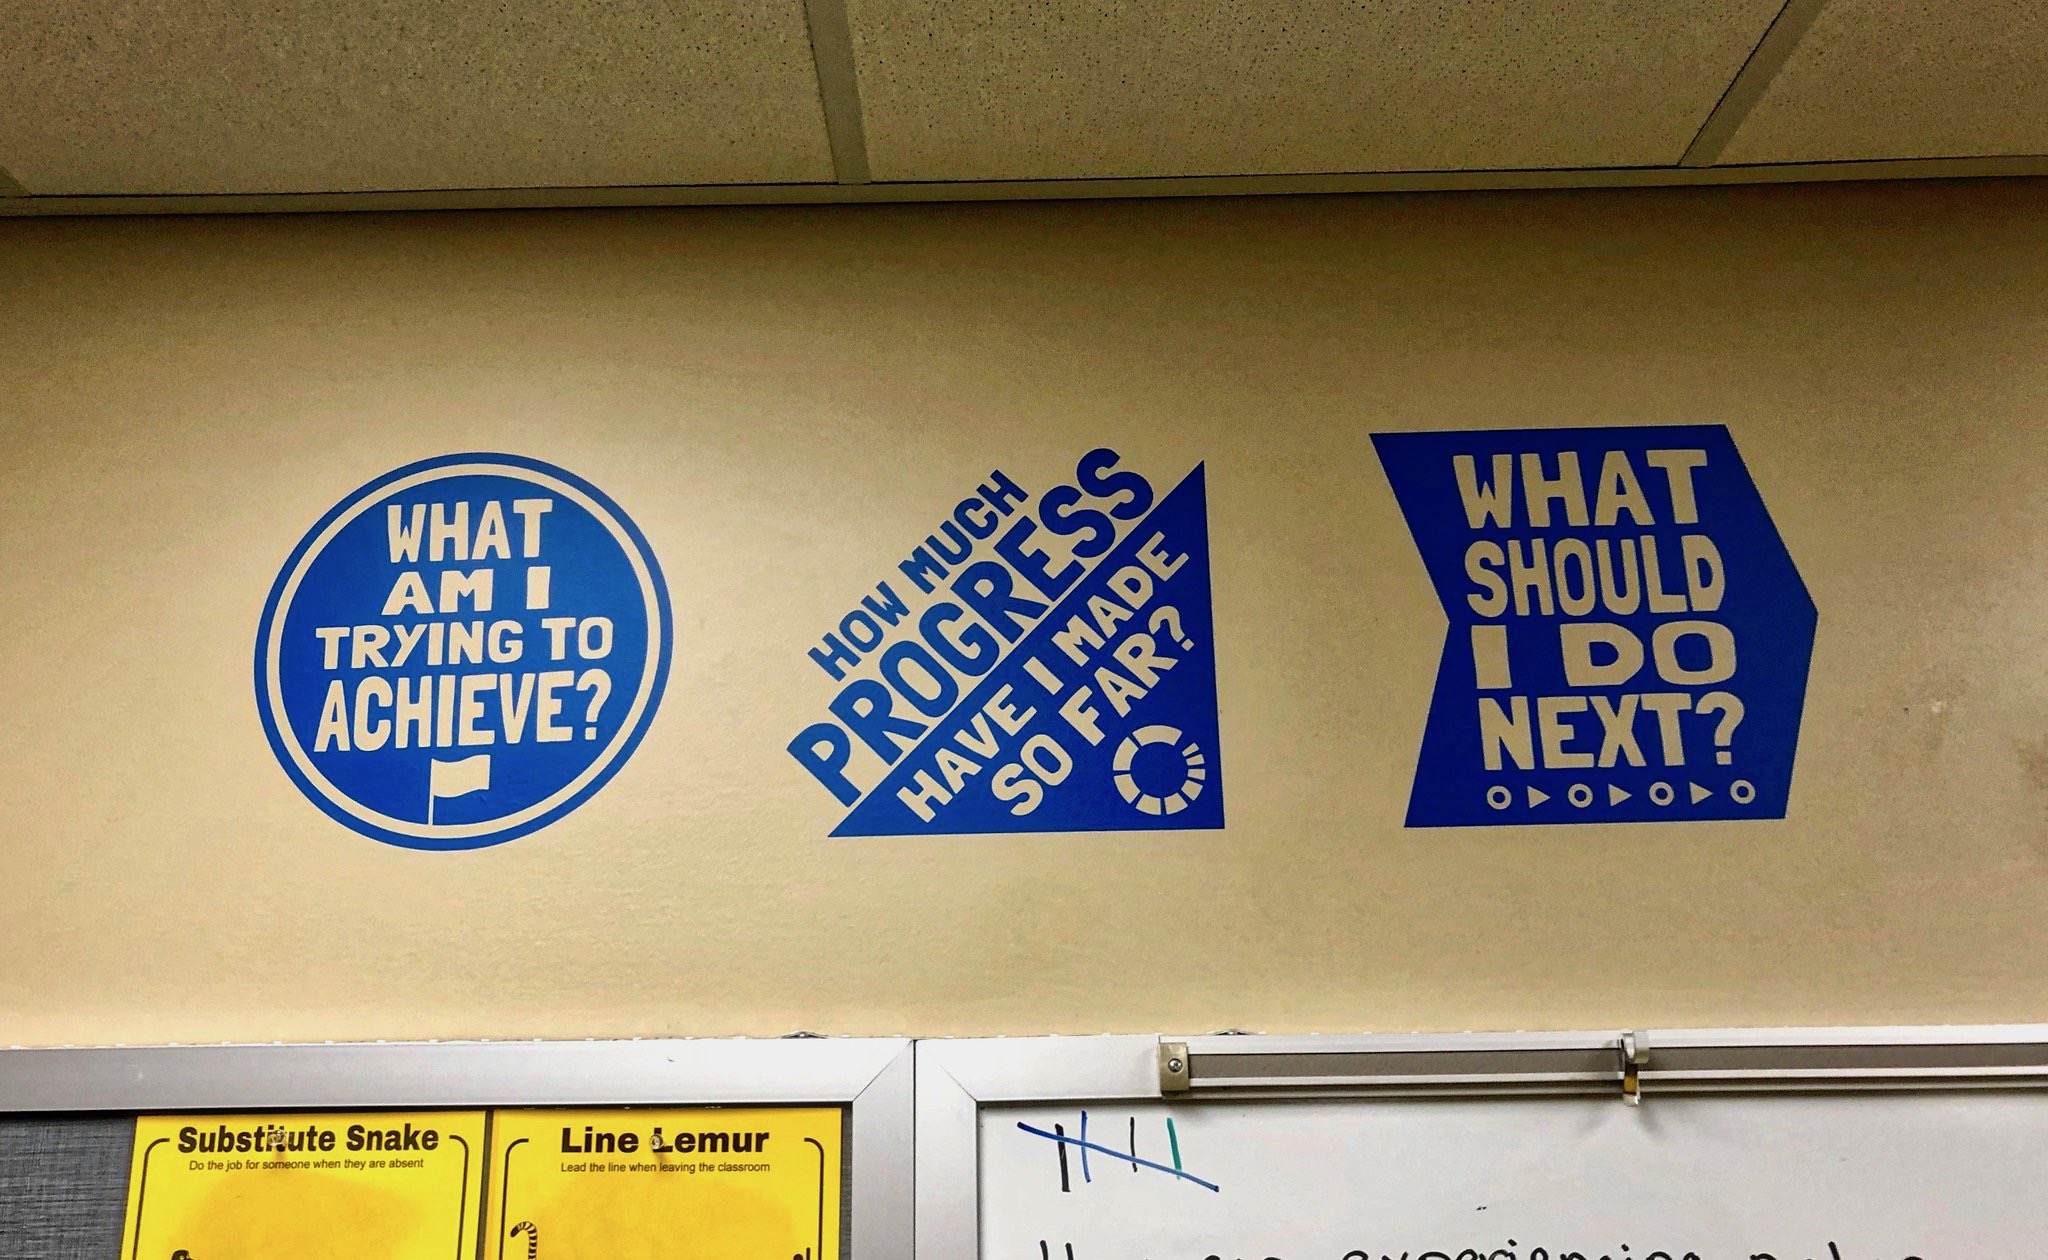 WHAT
AM I
TRYING TO
ACHIEVE?
HOW MUCH
PROGRESS
HAVE I MADE
SO FAR?
WHAT
SHOULD
I DO
NEXT?
Substitute Snake
Do the job for someone when they are absent
Line Lemur
Lead the line when leaving the classroom